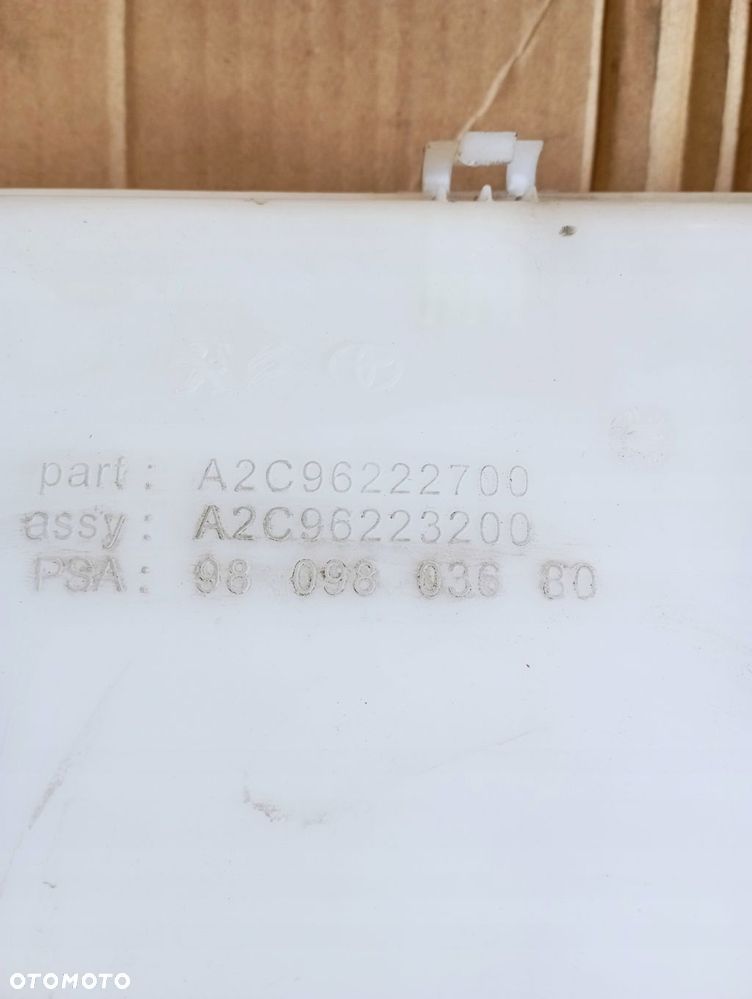 part: A2C96222700
assy: A2C96223200
PSA: 98 098 036 80
OTOMOTO